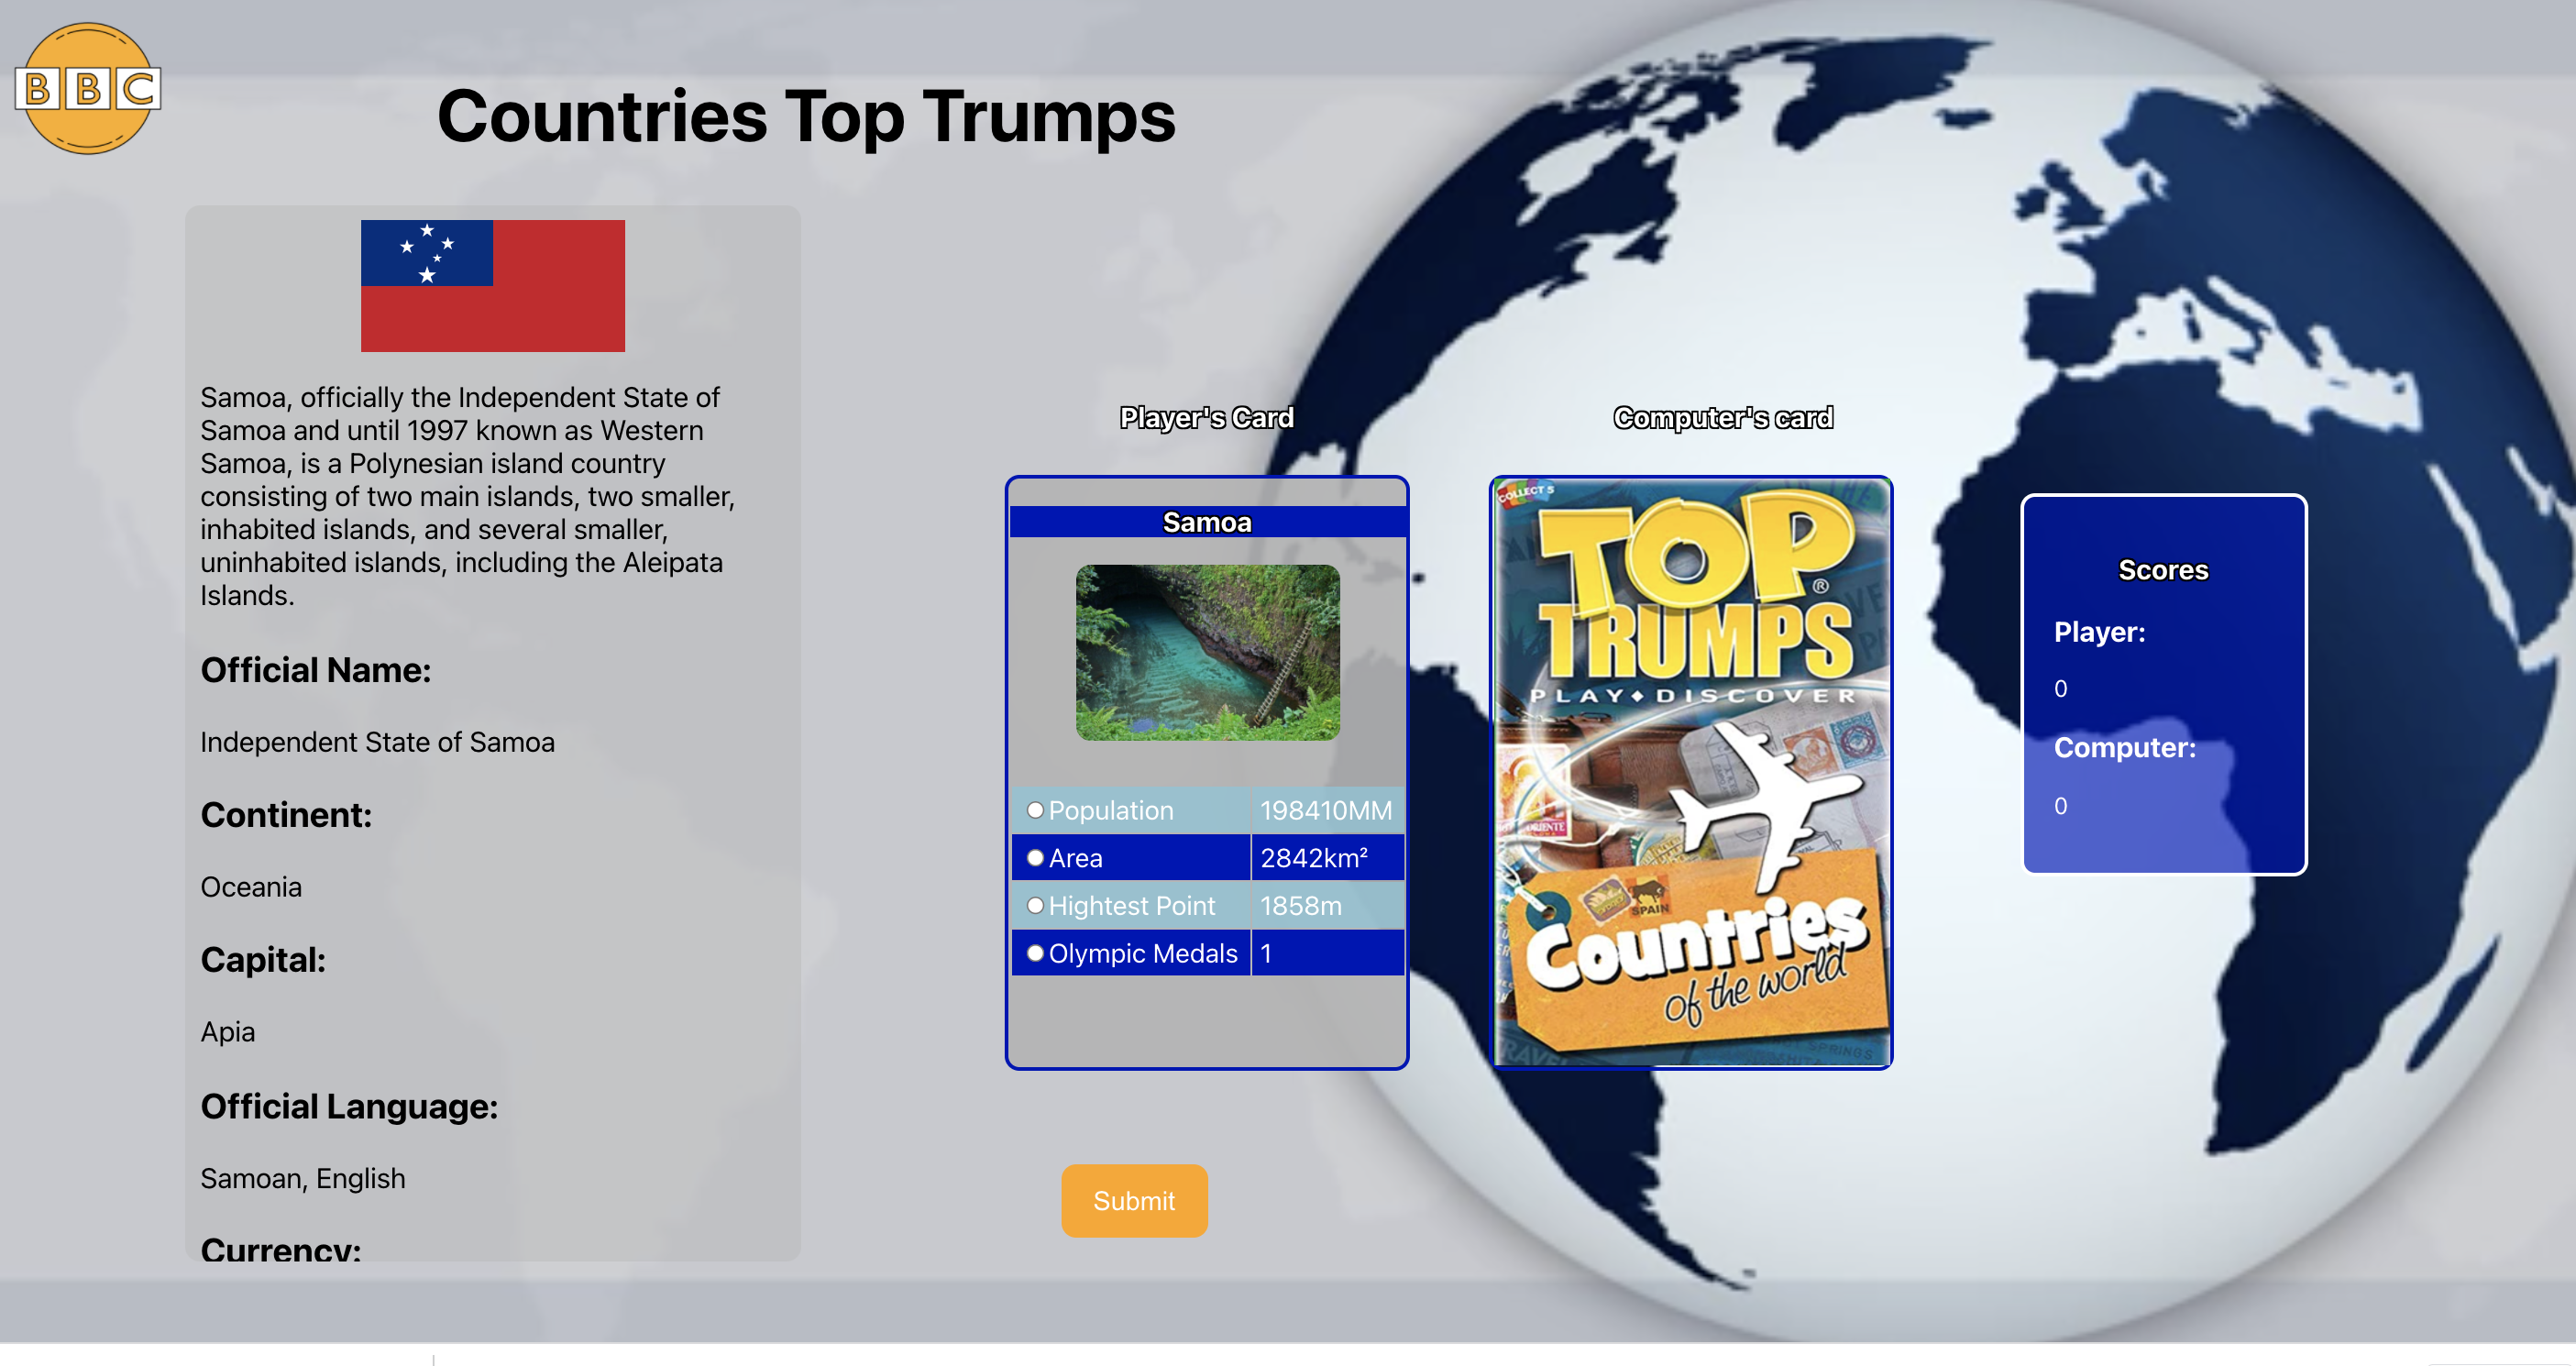 BBC
Countries Top Trumps
Samoa, officially the Independent State of
Samoa and until 1997 known as Western
Samoa, is a Polynesian island country
consisting of two main islands, two smaller,
inhabited islands, and several smaller,
uninhabited islands, including the Aleipata
Islands.
Official Name:
Independent State of Samoa
Continent:
Oceania
Capital:
Apia
Official Language:
Samoan, English
Currency:
Player's Card
Samoa
Population 198410MM
Area 2842km²
Hightest Point 1858m
Olympic Medals 1
Submit
Computer's card
COLLECT 5
TOP
®
TRUMPS
PLAY◆DISCOVER
SPAIN
Countries
of the world
Scores
Player:
0
Computer:
0